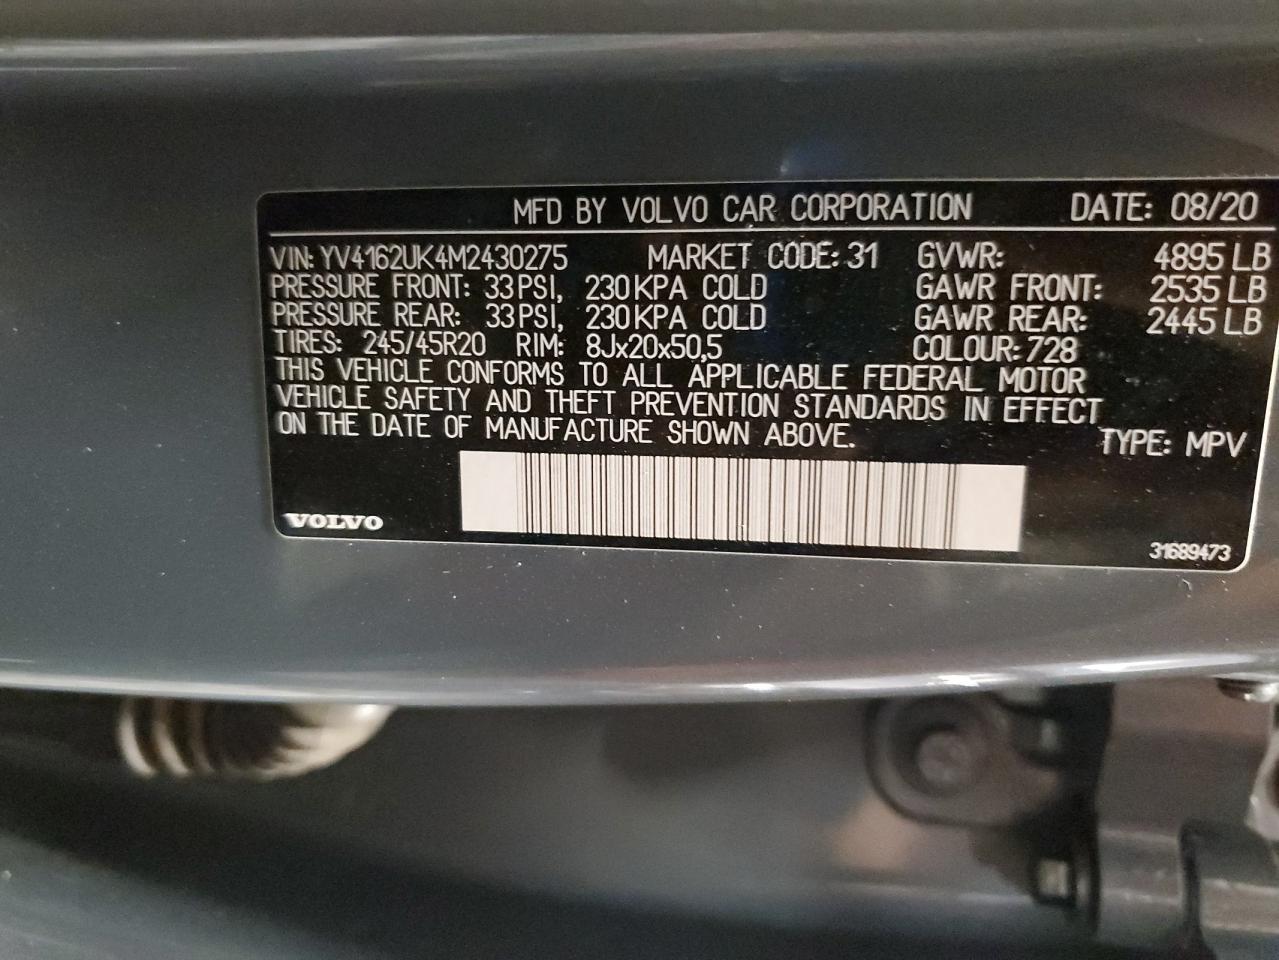 MFD BY VOLVO CAR CORPORATION DATE: 08/20
VIN: YV4162UK4M2430275 MARKET CODE: 31 GVWR: 4895 LB
PRESSURE FRONT: 33 PSI, 230 KPA COLD GAWR FRONT: 2535 LB
PRESSURE REAR: 33 PSI, 230 KPA COLD GAWR REAR: 2445 LB
TIRES: 245/45R20 RIM: 8Jx20x50,5 COLOUR: 728
THIS VEHICLE CONFORMS TO ALL APPLICABLE FEDERAL MOTOR
VEHICLE SAFETY AND THEFT PREVENTION STANDARDS IN EFFECT
ON THE DATE OF MANUFACTURE SHOWN ABOVE. TYPE: MPV
VOLVO
31689473